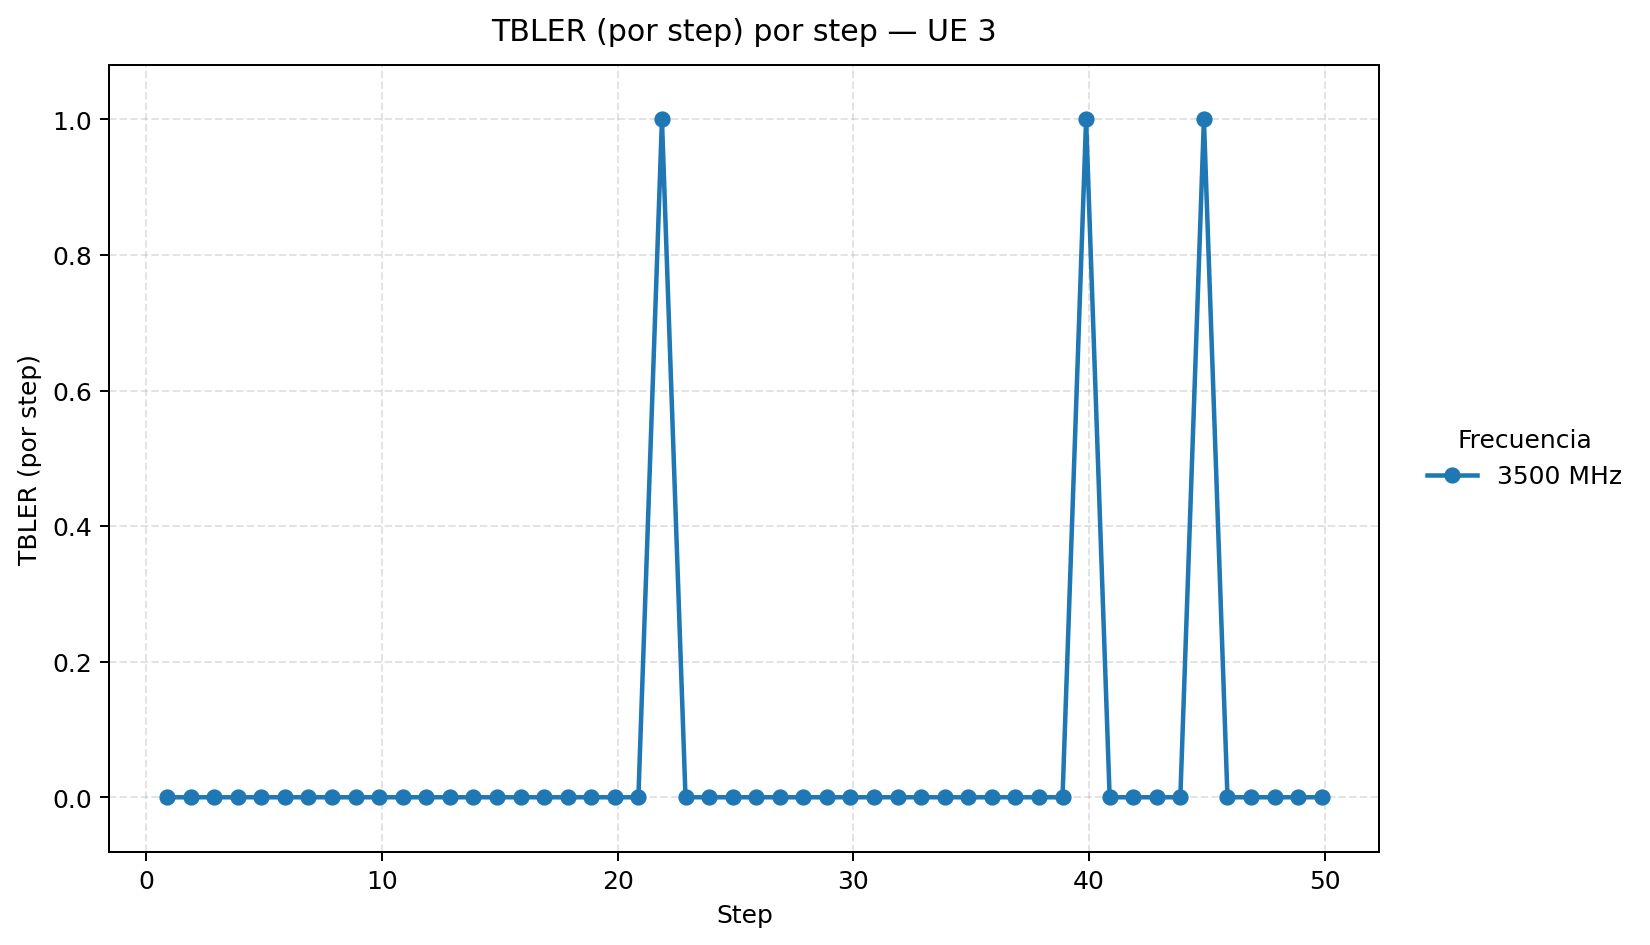 TBLER (por step) por step — UE 3
TBLER (por step)
1.0
0.8
0.6
0.4
0.2
0.0
0 10 20 30 40 50
Step
Frecuencia
3500 MHz